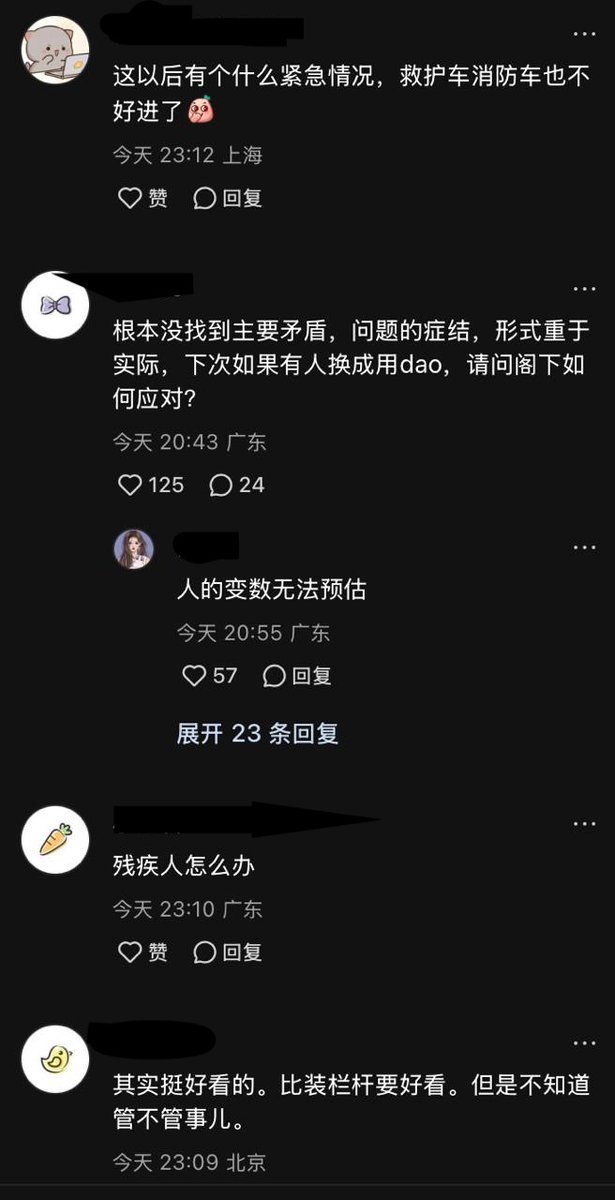 这以后有个什么紧急情况，救护车消防车也不
好进了
今天 23:12 上海
赞 回复
根本没找到主要矛盾，问题的症结，形式重于
实际，下次如果有人换成用dao，请问阁下如
何应对？
今天 20:43 广东
125 24
人的变数无法预估
今天 20:55 广东
57 回复
展开 23 条回复
残疾人怎么办
今天 23:10 广东
赞 回复
其实挺好看的。比装栏杆要好看。但是不知道
管不管事儿。
今天 23:09 北京